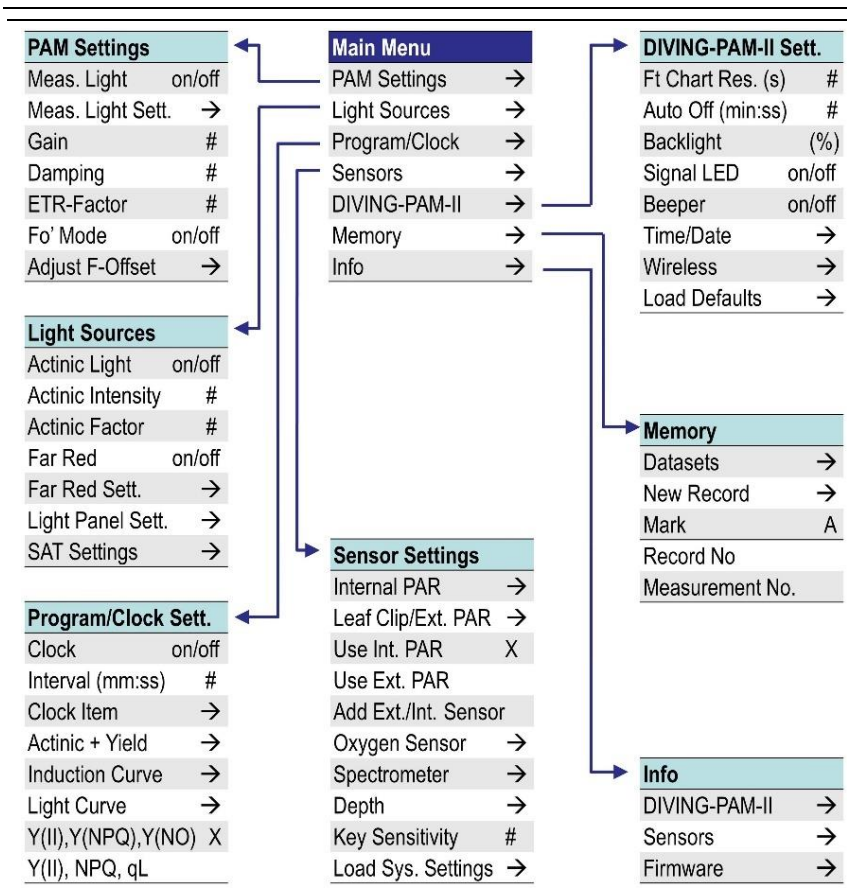 PAM Settings
Meas. Light on/off
Meas. Light Sett. →
Gain #
Damping #
ETR-Factor #
Fo' Mode on/off
Adjust F-Offset →
Light Sources
Actinic Light on/off
Actinic Intensity #
Actinic Factor #
Far Red on/off
Far Red Sett. →
Light Panel Sett. →
SAT Settings →
Program/Clock Sett.
Clock on/off
Interval (mm:ss) #
Clock Item →
Actinic + Yield →
Induction Curve →
Light Curve →
Y(II),Y(NPQ),Y(NO) X
Y(II), NPQ, qL
Main Menu
PAM Settings →
Light Sources →
Program/Clock →
Sensors →
DIVING-PAM-II →
Memory →
Info →
Sensor Settings
Internal PAR →
Leaf Clip/Ext. PAR →
Use Int. PAR X
Use Ext. PAR
Add Ext./Int. Sensor
Oxygen Sensor →
Spectrometer →
Depth →
Key Sensitivity #
Load Sys. Settings →
DIVING-PAM-II Sett.
Ft Chart Res. (s) #
Auto Off (min:ss) #
Backlight (%)
Signal LED on/off
Beeper on/off
Time/Date →
Wireless →
Load Defaults →
Memory
Datasets →
New Record →
Mark A
Record No
Measurement No.
Info
DIVING-PAM-II →
Sensors →
Firmware →